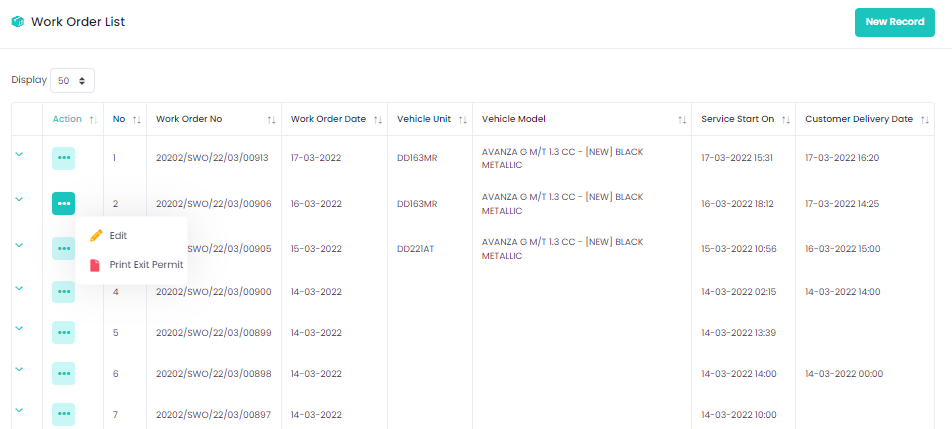 Work Order List
New Record
Display 50
Action No Work Order No Work Order Date Vehicle Unit Vehicle Model Service Start On Customer Delivery Date
1 20202/SWO/22/03/00913 17-03-2022 DD163MR AVANZA G M/T 1.3 CC - [NEW] BLACK METALLIC 17-03-2022 15:31 17-03-2022 16:20
2 20202/SWO/22/03/00906 16-03-2022 DD163MR AVANZA G M/T 1.3 CC - [NEW] BLACK METALLIC 16-03-2022 18:12 17-03-2022 14:25
Edit
/SWO/22/03/00905 15-03-2022 DD221AT AVANZA G M/T 1.3 CC - [NEW] BLACK METALLIC 15-03-2022 10:56 16-03-2022 15:00
Print Exit Permit
4 20202/SWO/22/03/00900 14-03-2022 14-03-2022 02:15 14-03-2022 14:00
5 20202/SWO/22/03/00899 14-03-2022 14-03-2022 13:39
6 20202/SWO/22/03/00898 14-03-2022 14-03-2022 14:00 14-03-2022 00:00
7 20202/SWO/22/03/00897 14-03-2022 14-03-2022 10:00